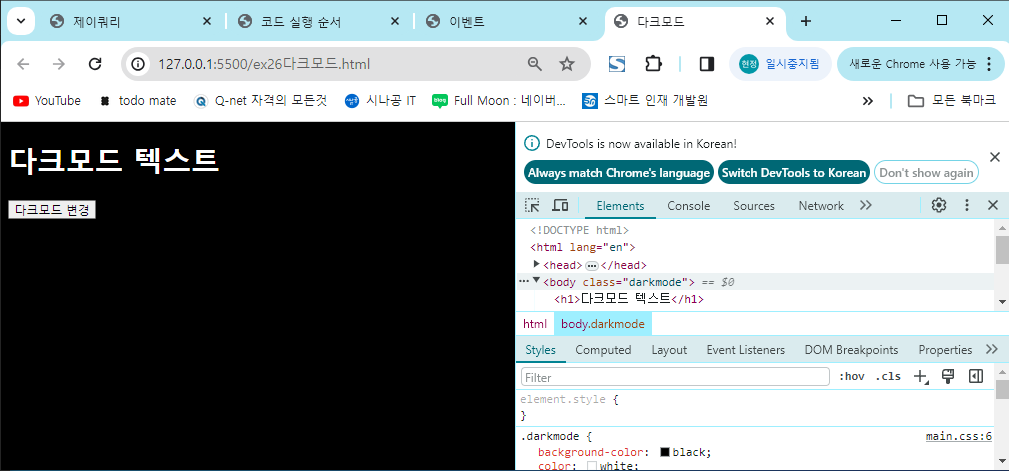 제이쿼리
코드 실행 순서
이벤트
다크모드
127.0.0.1:5500/ex26다크모드.html
현정 일시중지됨
새로운 Chrome 사용 가능
YouTube
todo mate
Q-net 자격의 모든것
시나공 IT
blog Full Moon : 네이버...
스마트 인재 개발원
모든 북마크
다크모드 텍스트
다크모드 변경
DevTools is now available in Korean!
Always match Chrome's language
Switch DevTools to Korean
Don't show again
Elements
Console
Sources
Network
<!DOCTYPE html>
<html lang="en">
<head>…</head>
<body class="darkmode"> == $0
<h1>다크모드 텍스트</h1>
html
body.darkmode
Styles
Computed
Layout
Event Listeners
DOM Breakpoints
Properties
Filter
:hov
.cls
element.style {
}
.darkmode {
main.css:6
background-color: black;
color: white;